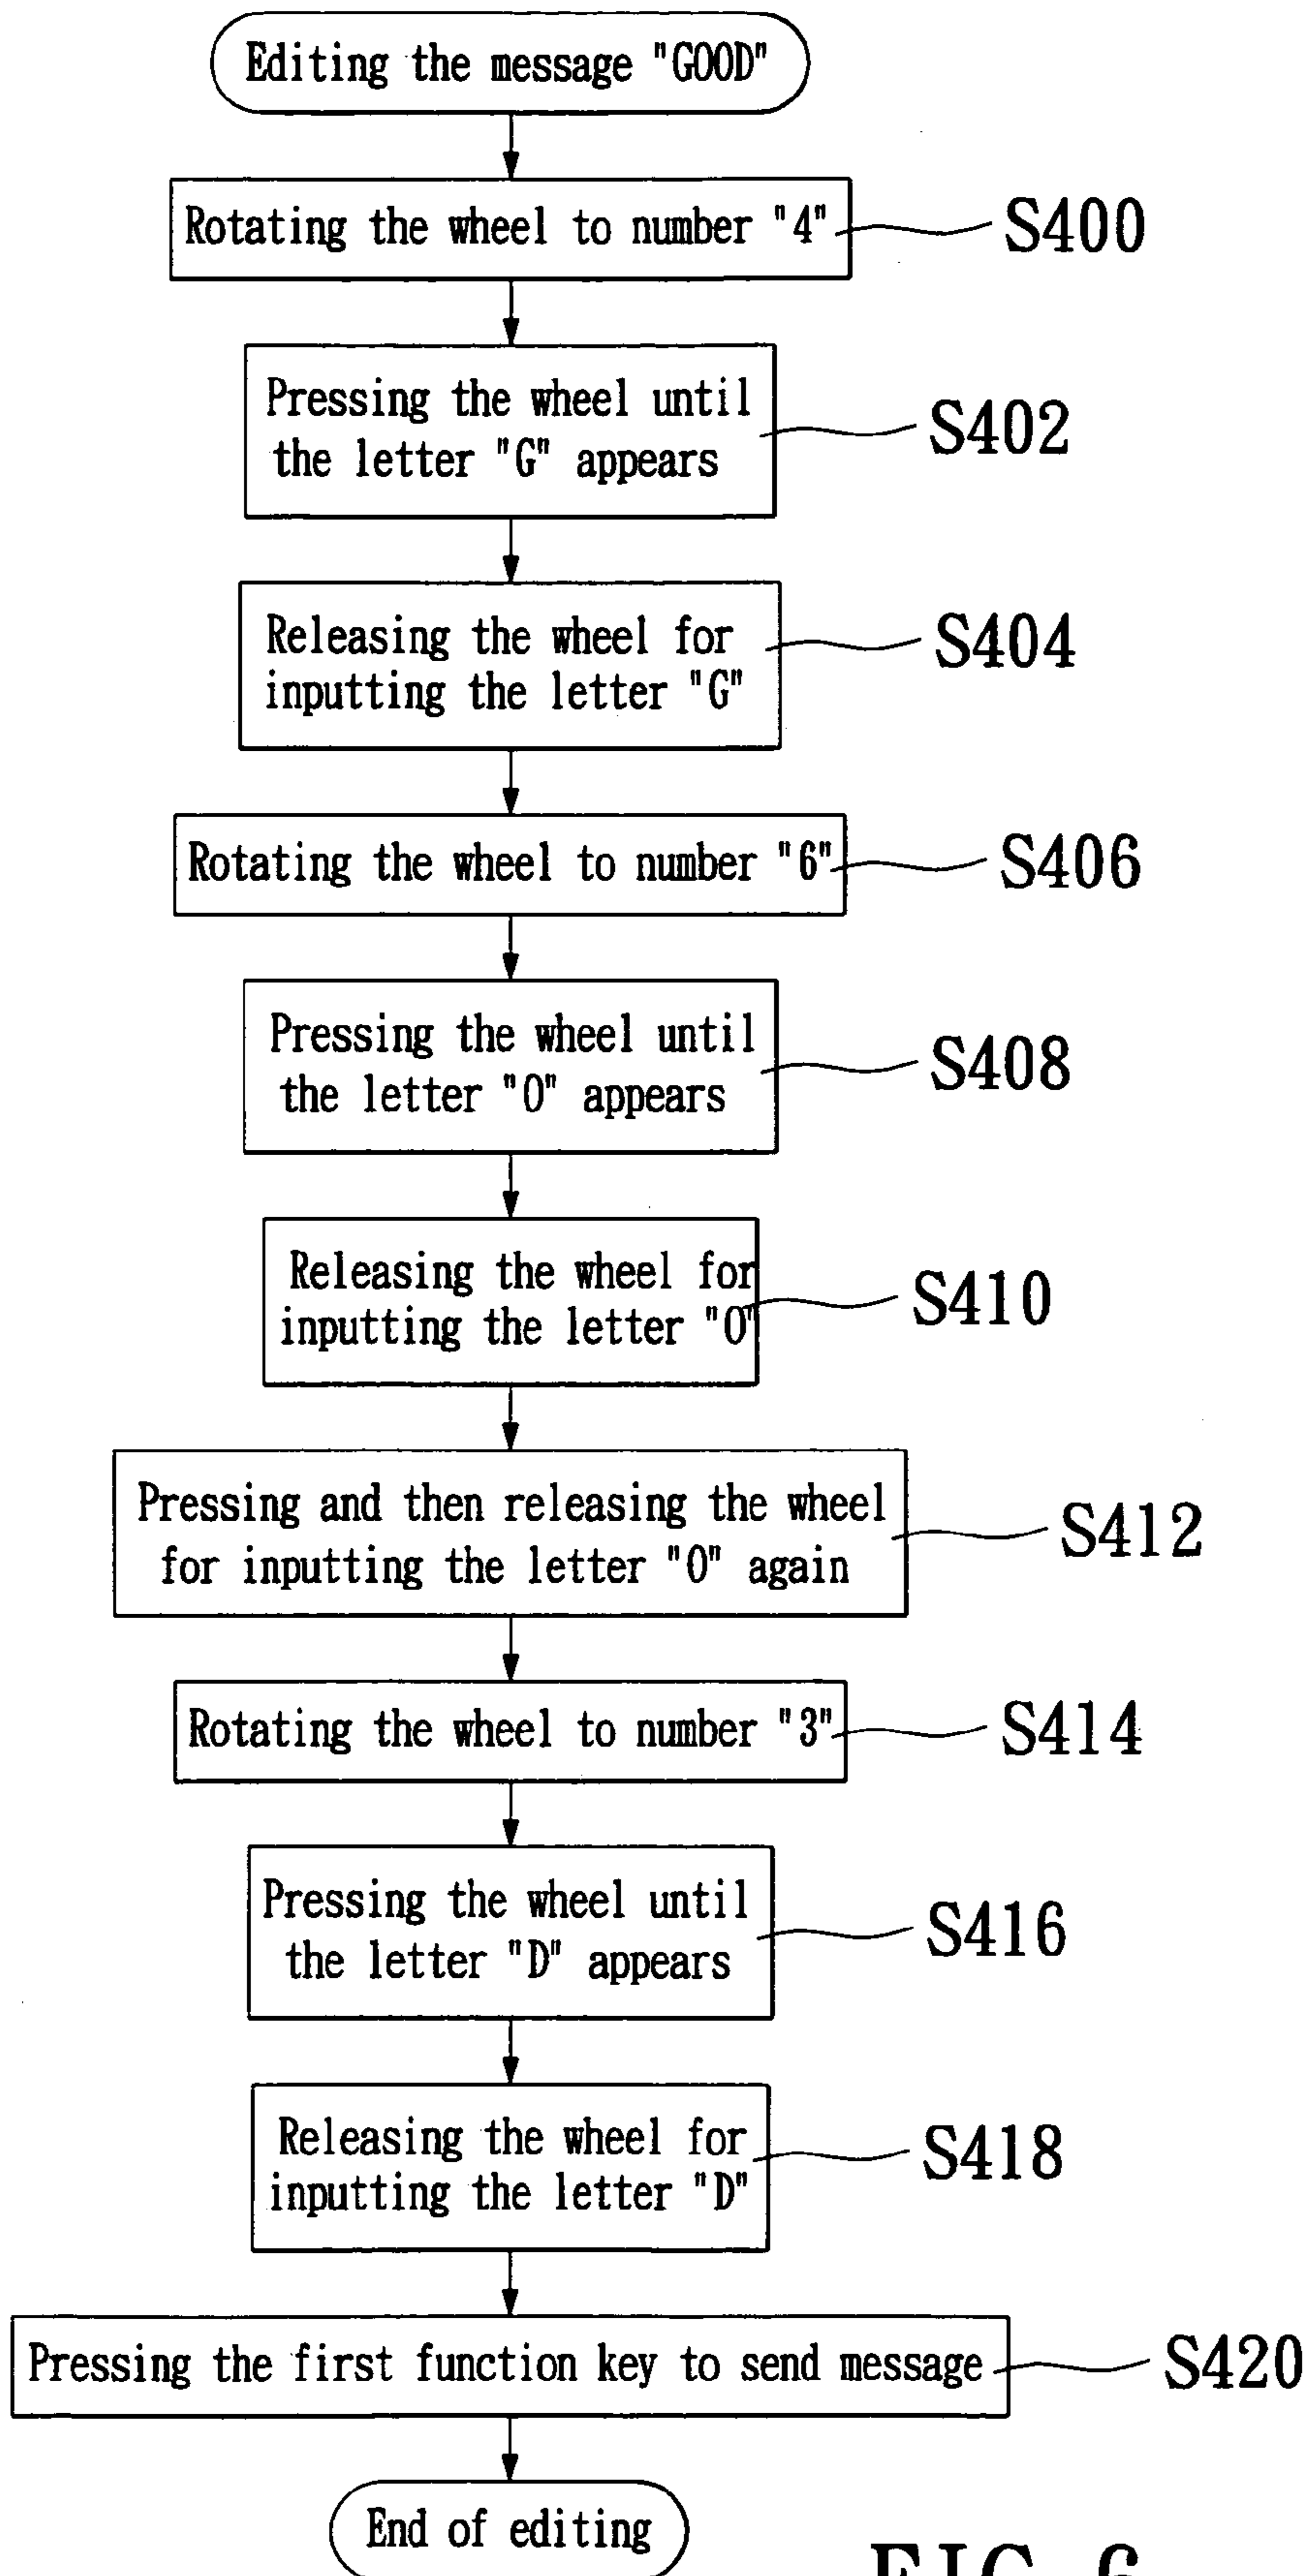 Editing the message "GOOD"
Rotating the wheel to number "4"
S400
Pressing the wheel until
the letter "G" appears
S402
Releasing the wheel for
inputting the letter "G"
S404
Rotating the wheel to number "6"
S406
Pressing the wheel until
the letter "O" appears
S408
Releasing the wheel for
inputting the letter "O"
S410
Pressing and then releasing the wheel
for inputting the letter "O" again
S412
Rotating the wheel to number "3"
S414
Pressing the wheel until
the letter "D" appears
S416
Releasing the wheel for
inputting the letter "D"
S418
Pressing the first function key to send message
S420
End of editing
FIG. 6